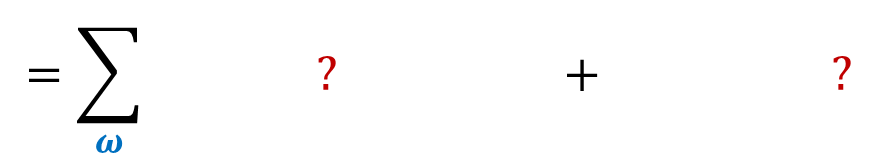 = ∑ ? + ?
ω